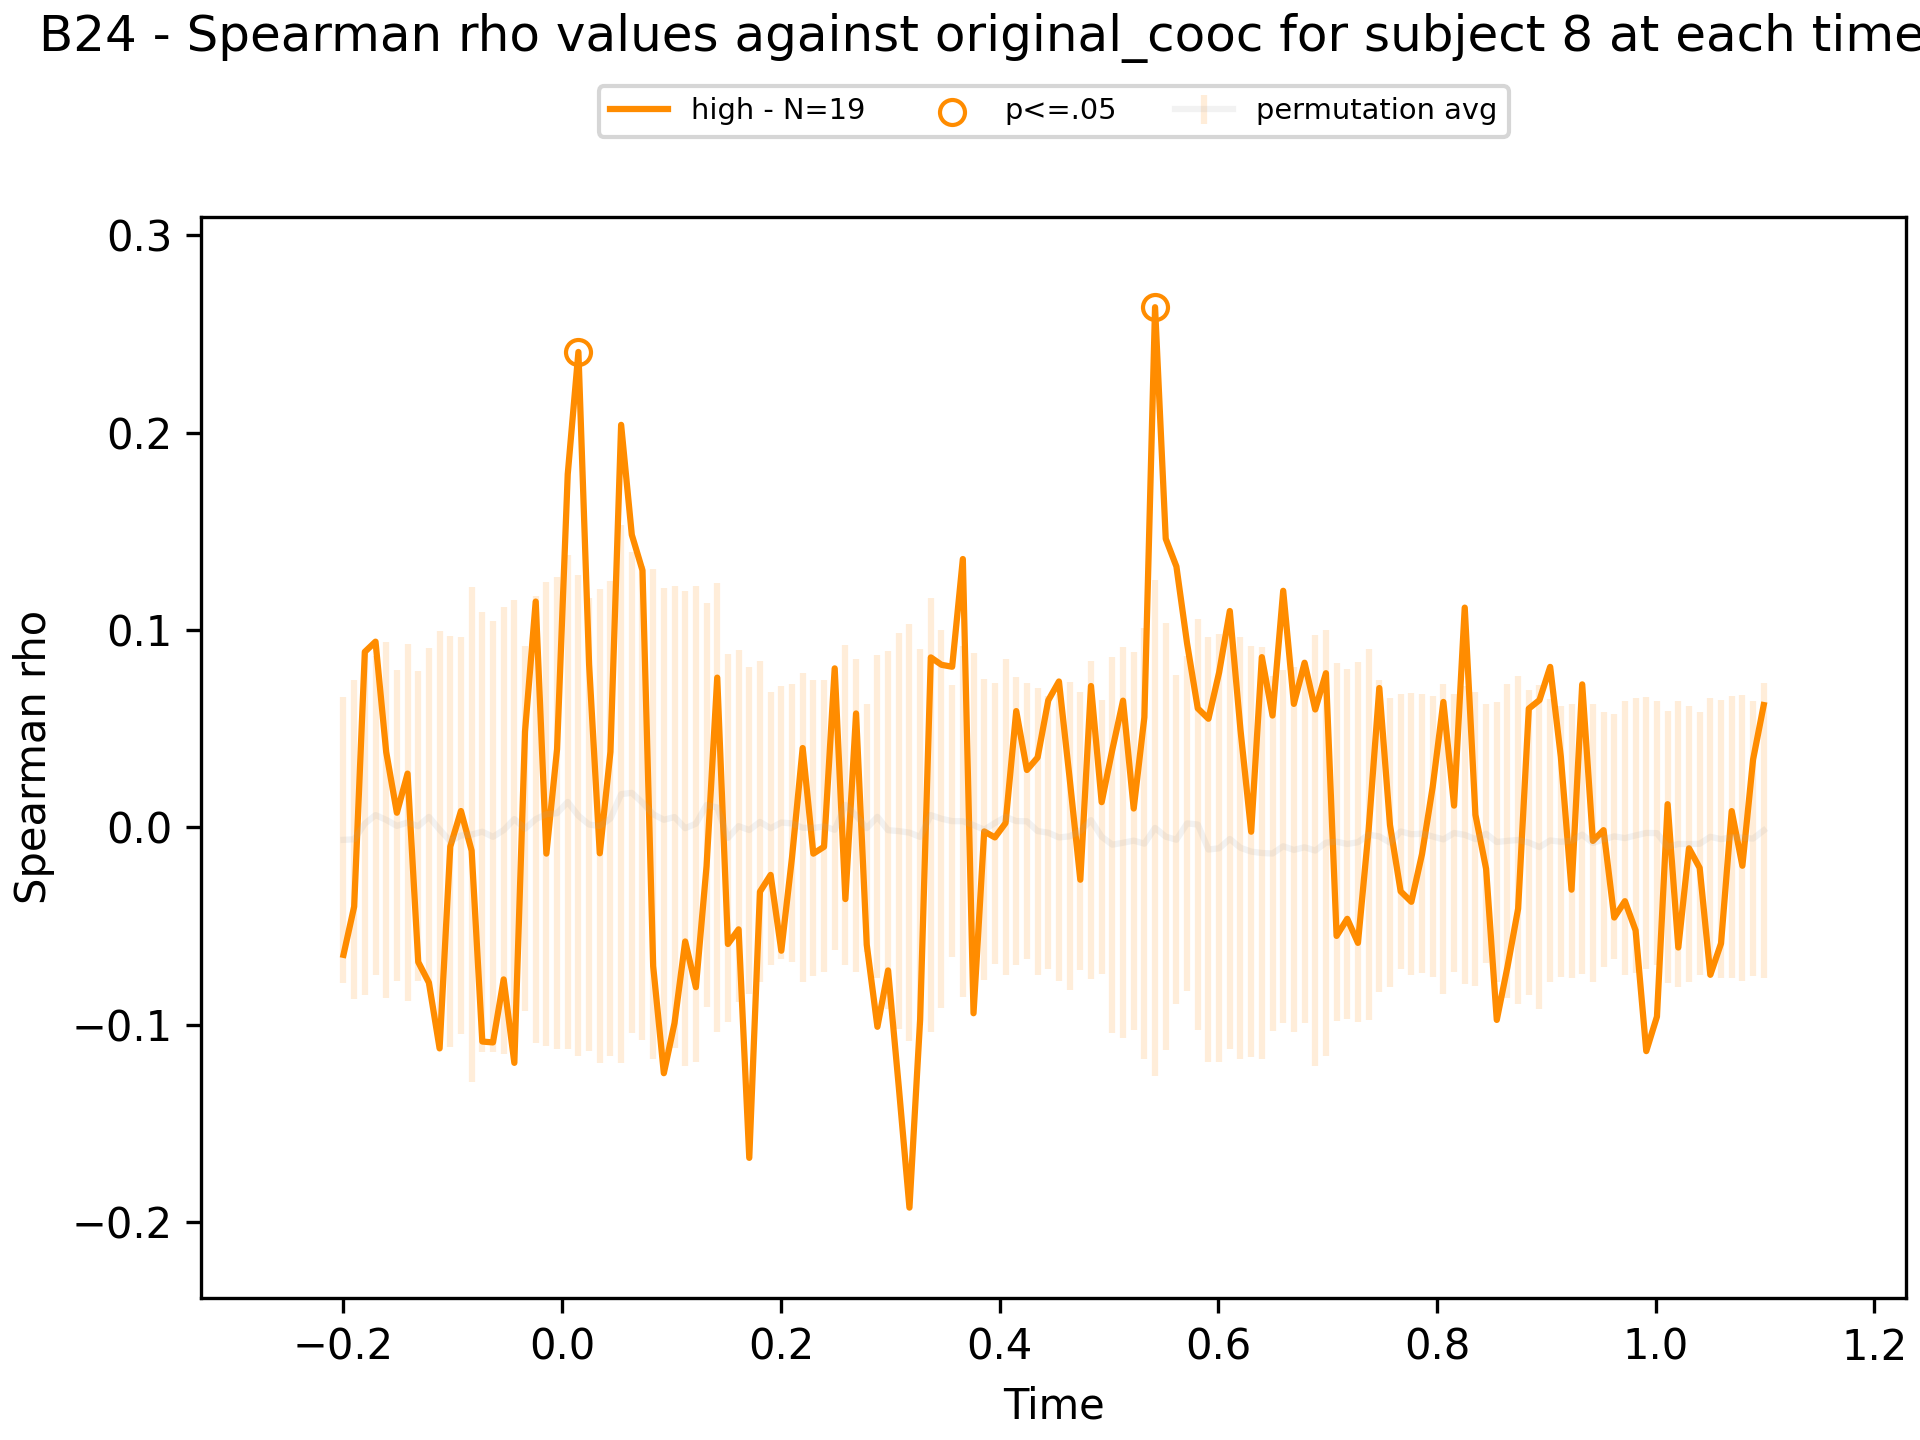 B24 - Spearman rho values against original_cooc for subject 8 at each time
high - N=19 p<=.05 permutation avg
0.3
0.2
0.1
0.0
−0.1
−0.2
Spearman rho
−0.2 0.0 0.2 0.4 0.6 0.8 1.0 1.2
Time